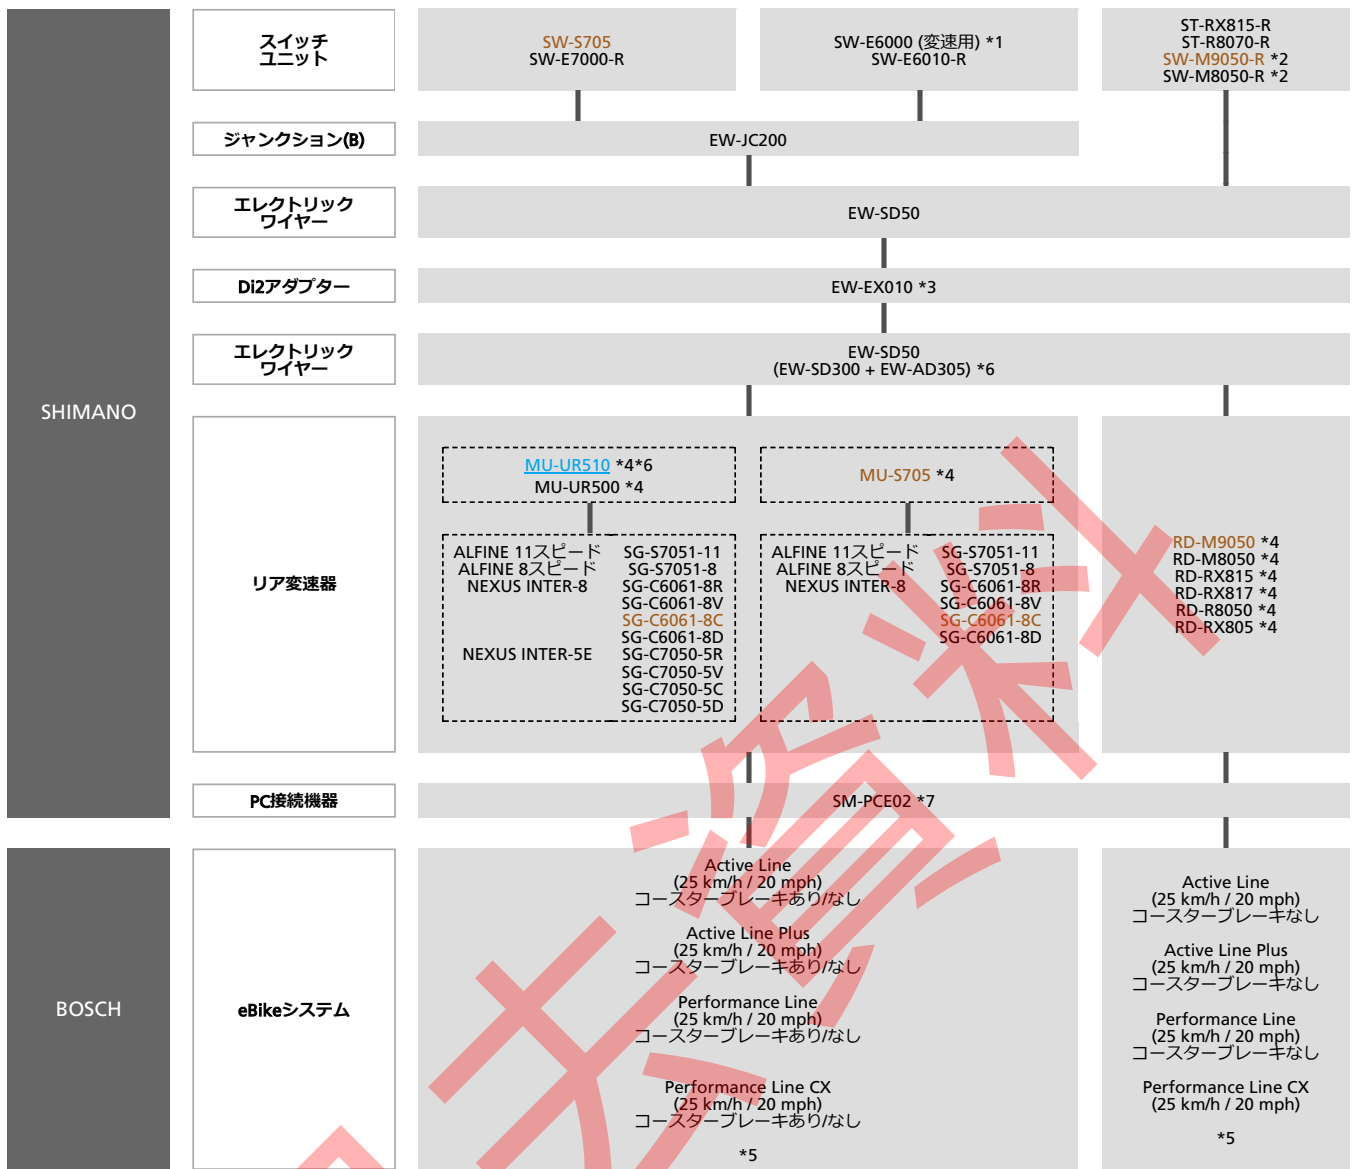 SHIMANO
スイッチ
ユニット
SW-S705
SW-E7000-R
SW-E6000 (変速用) *1
SW-E6010-R
ST-RX815-R
ST-R8070-R
SW-M9050-R *2
SW-M8050-R *2
ジャンクション(B)
EW-JC200
エレクトリック
ワイヤー
EW-SD50
Di2アダプター
EW-EX010 *3
エレクトリック
ワイヤー
EW-SD50
(EW-SD300 + EW-AD305) *6
リア変速器
MU-UR510 *4*6
MU-UR500 *4
ALFINE 11スピード SG-S7051-11
ALFINE 8スピード SG-S7051-8
NEXUS INTER-8 SG-C6061-8R
SG-C6061-8V
SG-C6061-8C
SG-C6061-8D
NEXUS INTER-5E SG-C7050-5R
SG-C7050-5V
SG-C7050-5C
SG-C7050-5D
MU-S705 *4
ALFINE 11スピード SG-S7051-11
ALFINE 8スピード SG-S7051-8
NEXUS INTER-8 SG-C6061-8R
SG-C6061-8V
SG-C6061-8C
SG-C6061-8D
RD-M9050 *4
RD-M8050 *4
RD-RX815 *4
RD-RX817 *4
RD-R8050 *4
RD-RX805 *4
PC接続機器
SM-PCE02 *7
BOSCH
eBikeシステム
Active Line
(25 km/h / 20 mph)
コースターブレーキあり/なし
Active Line Plus
(25 km/h / 20 mph)
コースターブレーキあり/なし
Performance Line
(25 km/h / 20 mph)
コースターブレーキあり/なし
Performance Line CX
(25 km/h / 20 mph)
コースターブレーキあり/なし
*5
Active Line
(25 km/h / 20 mph)
コースターブレーキなし
Active Line Plus
(25 km/h / 20 mph)
コースターブレーキなし
Performance Line
(25 km/h / 20 mph)
コースターブレーキなし
Performance Line CX
(25 km/h / 20 mph)
*5
資料